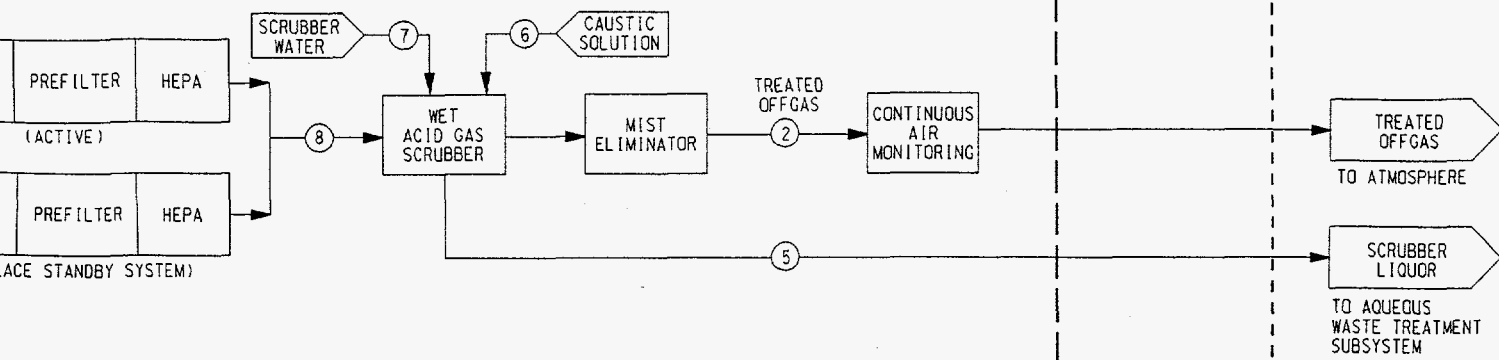 SCRUBBER
WATER
7
6
CAUSTIC
SOLUTION
PREFILTER
HEPA
(ACTIVE)
8
WET
ACID GAS
SCRUBBER
MIST
ELIMINATOR
TREATED
OFFGAS
2
CONTINUOUS
AIR
MONITORING
TREATED
OFFGAS
TO ATMOSPHERE
PREFILTER
HEPA
LACE STANDBY SYSTEM)
5
SCRUBBER
LIQUOR
TO AQUEOUS
WASTE TREATMENT
SUBSYSTEM